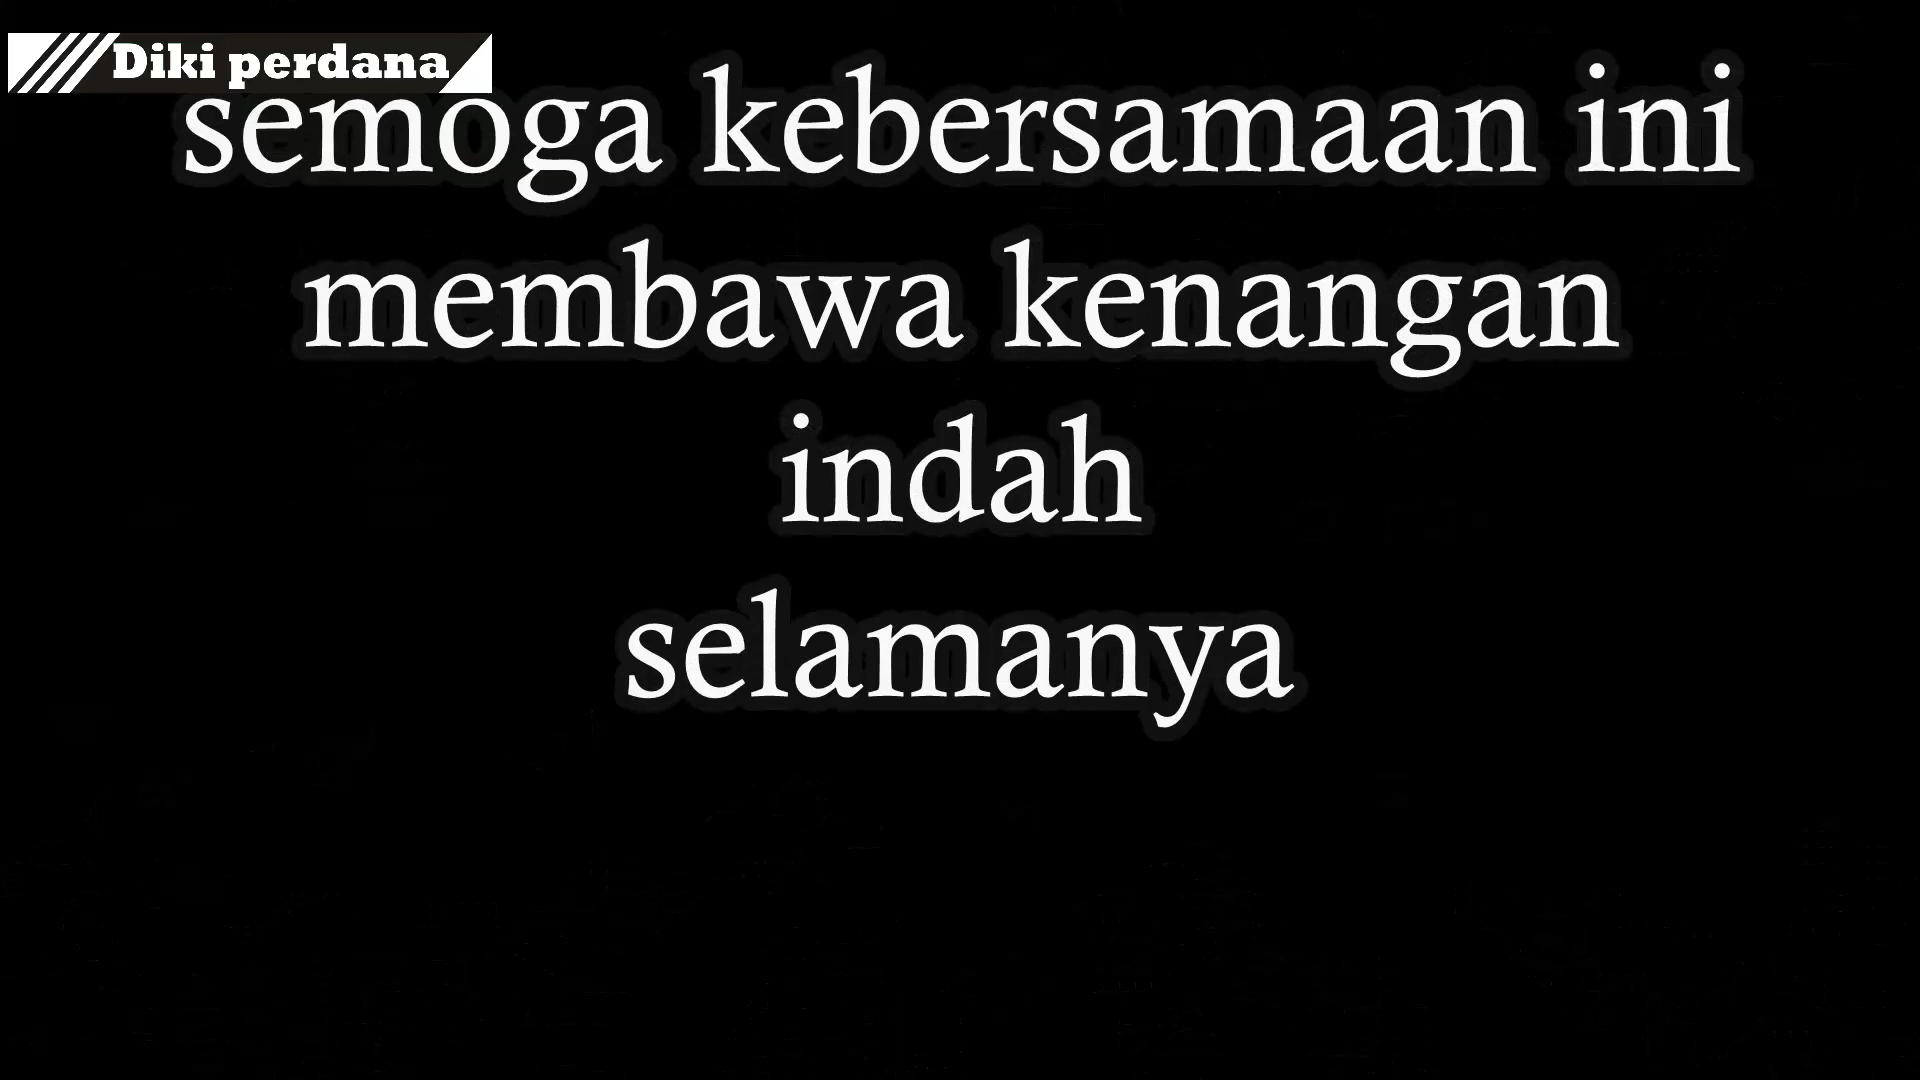 Diki perdana
semoga kebersamaan ini
membawa kenangan
indah
selamanya